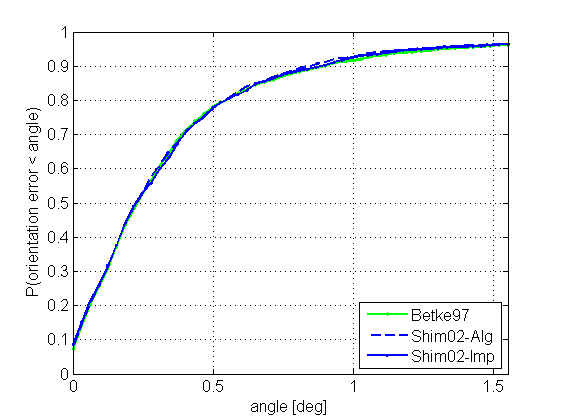 1
0.9
0.8
0.7
0.6
0.5
0.4
0.3
0.2
0.1
0
P(orientation error < angle)
0 0.5 1 1.5
angle [deg]
Betke97
Shim02-Alg
Shim02-Imp